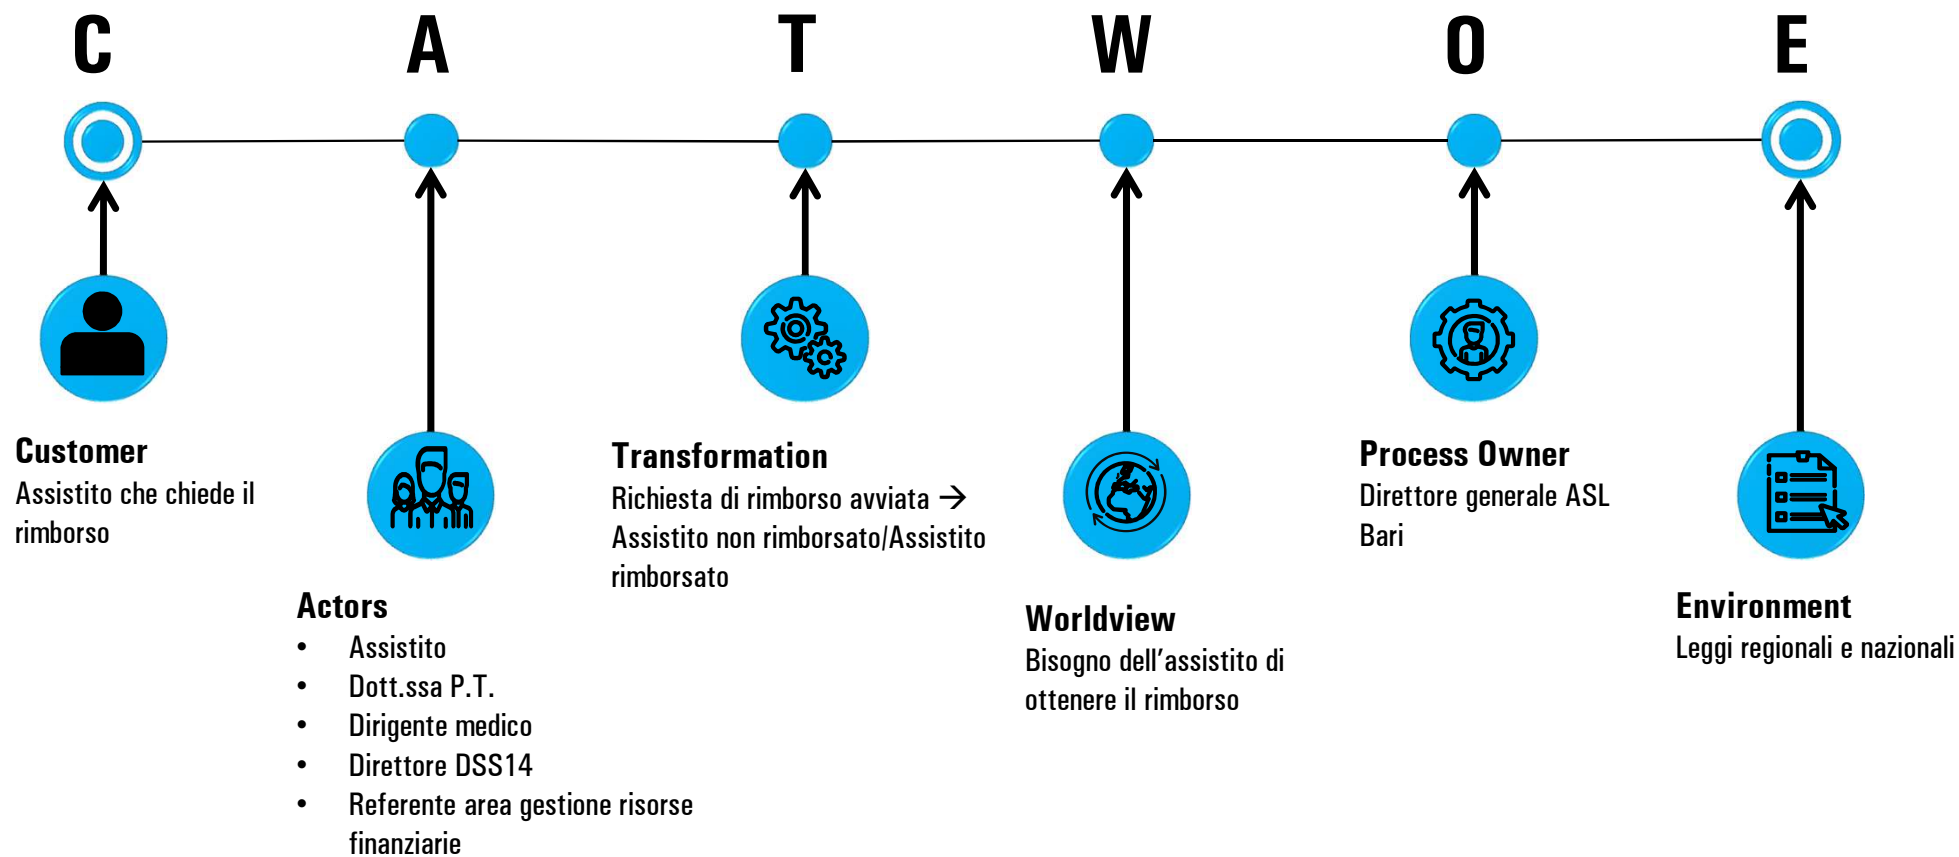 C A T W O E
Customer
Assistito che chiede il
rimborso
Actors
• Assistito
• Dott.ssa P.T.
• Dirigente medico
• Direttore DSS14
• Referente area gestione risorse
finanziarie
Transformation
Richiesta di rimborso avviata →
Assistito non rimborsato/Assistito
rimborsato
Worldview
Bisogno dell’assistito di
ottenere il rimborso
Process Owner
Direttore generale ASL
Bari
Environment
Leggi regionali e nazionali